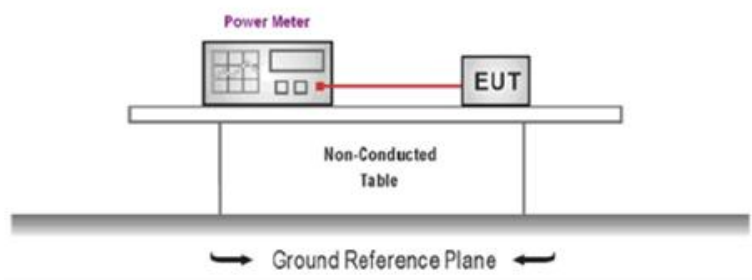 Power Meter
EUT
Non-Conducted
Table
Ground Reference Plane